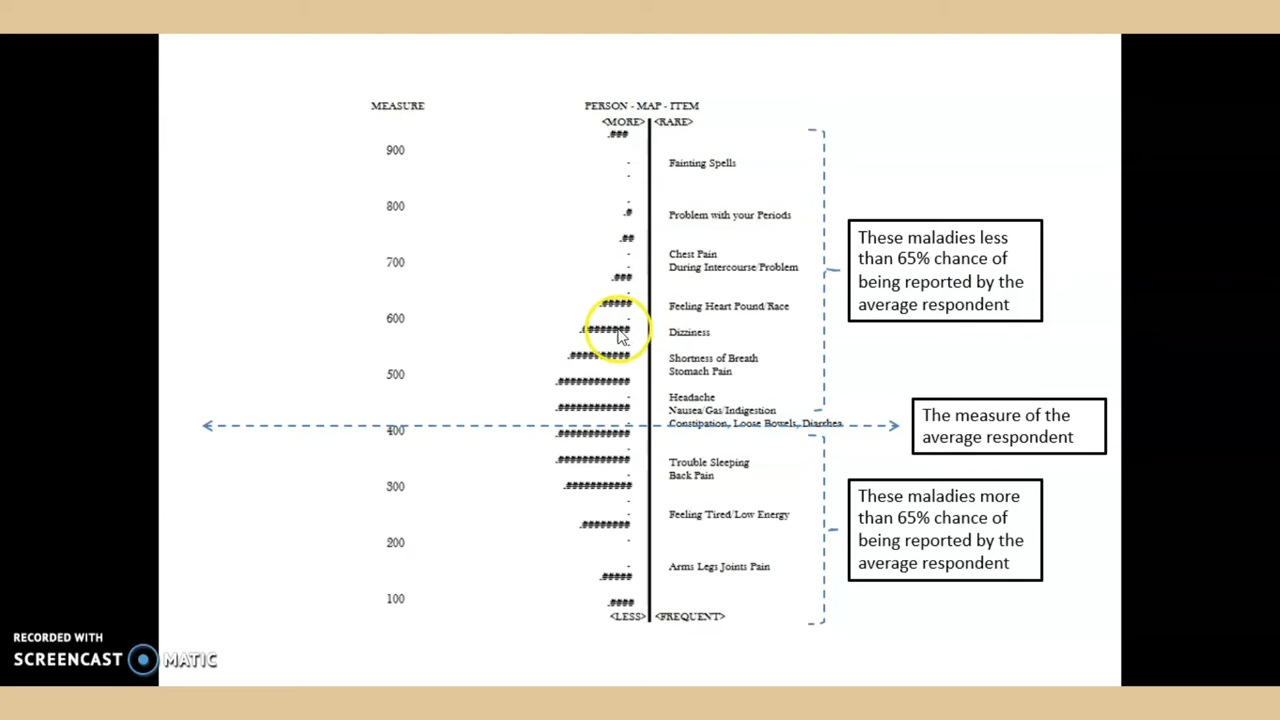 MEASURE PERSON - MAP - ITEM
<MORE> <RARE>
.###
900
Fainting Spells
800
.# Problem with your Periods
.##
Chest Pain
700 During Intercourse/Problem
.###
.##### Feeling Heart Pound/Race
600
.######## Dizziness
.########## Shortness of Breath
500 Stomach Pain
.############
Headache
.############ Nausea/Gas/Indigestion
Constipation, Loose Bowels, Diarrhea
400 .############
.############ Trouble Sleeping
Back Pain
300 .###########
Feeling Tired/Low Energy
.########
200
Arms Legs Joints Pain
.#####
100 .####
<LESS> <FREQUENT>
These maladies less
than 65% chance of
being reported by the
average respondent
The measure of the
average respondent
These maladies more
than 65% chance of
being reported by the
average respondent
RECORDED WITH
SCREENCAST MATIC